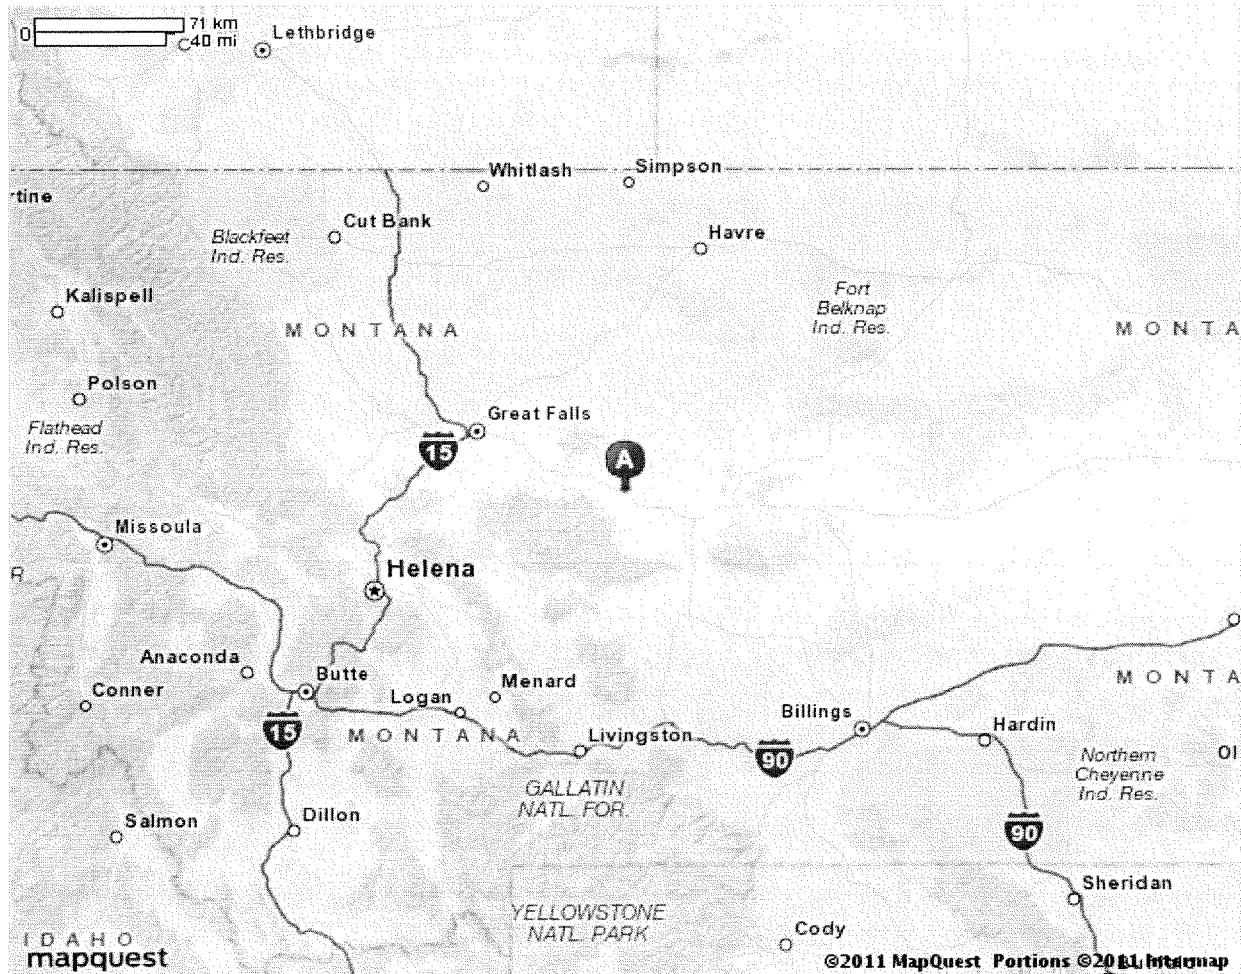 71 km
0
40 mi
Lethbridge
Whitlash
Simpson
rtine
Cut Bank
Blackfeet
Ind. Res.
Havre
Kalispell
Fort
Belknap
Ind. Res.
MONTANA
MONTA
Polson
Great Falls
Flathead
Ind. Res.
15
A
Missoula
R
Helena
Anaconda
Butte
Menard
MONTA
Conner
Logan
Billings
15
MONTANA
Livingston
Hardin
90
Northern
Cheyenne
Ind. Res.
Ol
GALLATIN
NATL. FOR.
Salmon
Dillon
90
Sheridan
YELLOWSTONE
NATL. PARK
Cody
IDAHO
mapquest
©2011 MapQuest Portions ©2011 Intermap